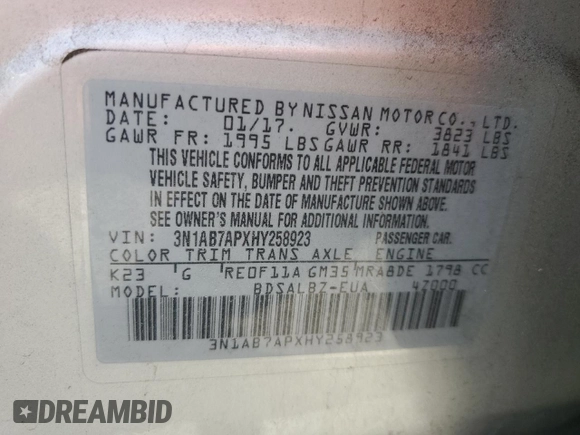 MANUFACTURED BY NISSAN MOTOR CO., LTD.
DATE: 01/17. GVWR: 3823 LBS
GAWR FR: 1995 LBS GAWR RR: 1841 LBS
THIS VEHICLE CONFORMS TO ALL APPLICABLE FEDERAL MOTOR
VEHICLE SAFETY, BUMPER AND THEFT PREVENTION STANDARDS
IN EFFECT ON THE DATE OF MANUFACTURE SHOWN ABOVE.
SEE OWNER'S MANUAL FOR ADDITIONAL INFORMATION.
VIN: 3N1AB7APXHY258923 PASSENGER CAR.
COLOR TRIM TRANS AXLE ENGINE
K23 G RE0F11A GM35 MRA8DE 1798 CC
MODEL: BDSALBZ-EUA 4Z000
3N1AB7APXHY258923
DREAMBID